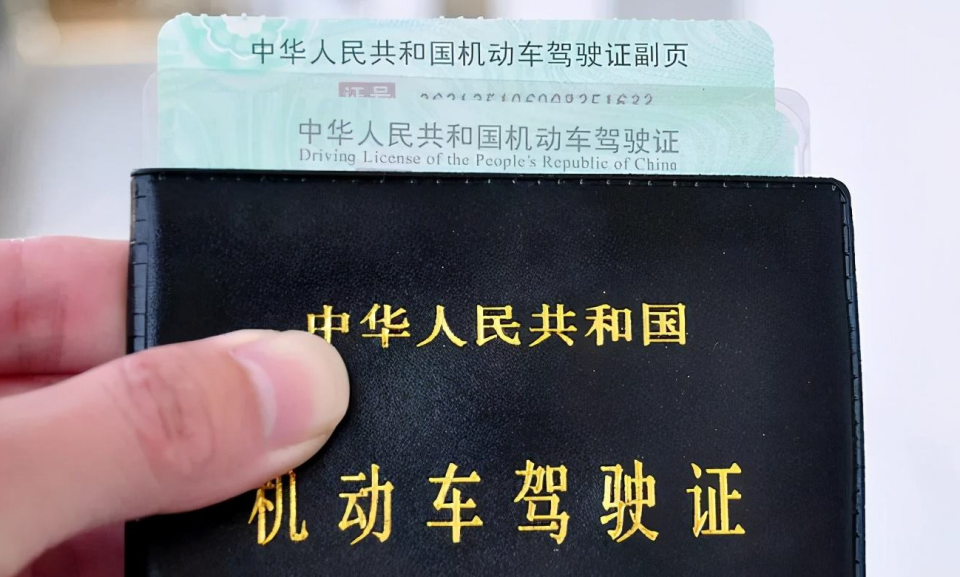 中华人民共和国机动车驾驶证副页
证号
中华人民共和国机动车驾驶证
Driving License of the People's Republic of China
中华人民共和国
机动车驾驶证